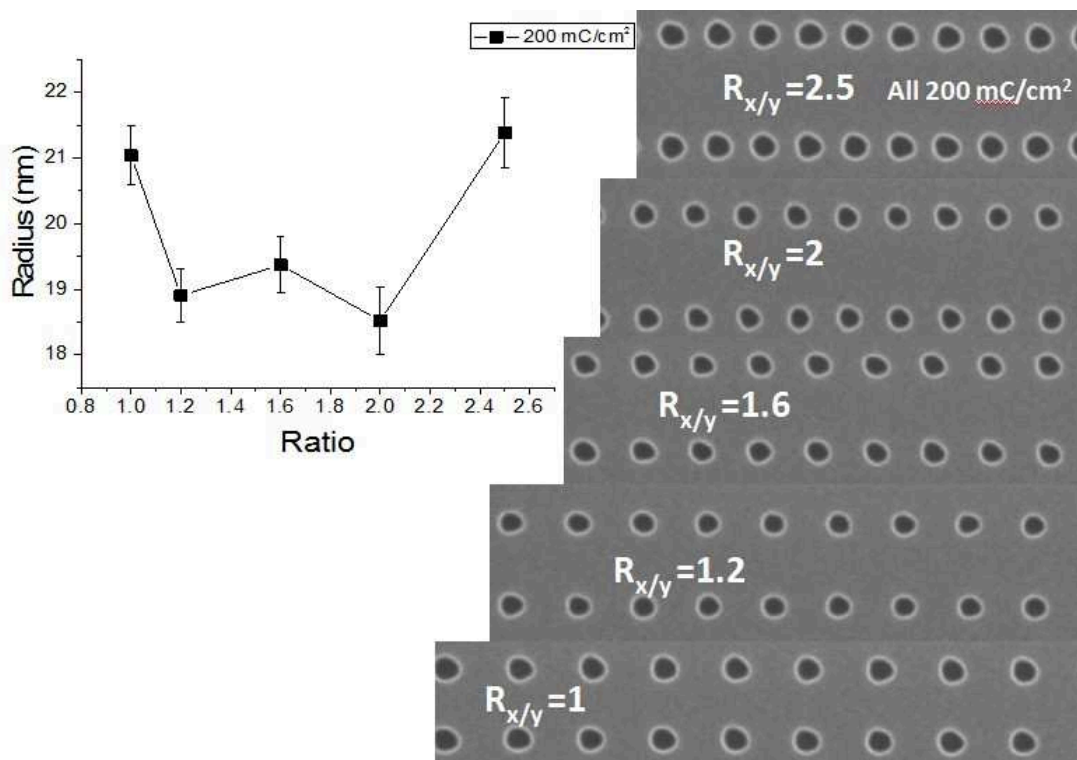 200 mC/cm²
22
21
20
19
18
Radius (nm)
0.8 1.0 1.2 1.4 1.6 1.8 2.0 2.2 2.4 2.6
Ratio
Rx/y =2.5 All 200 mC/cm²
Rx/y =2
Rx/y =1.6
Rx/y =1.2
Rx/y =1